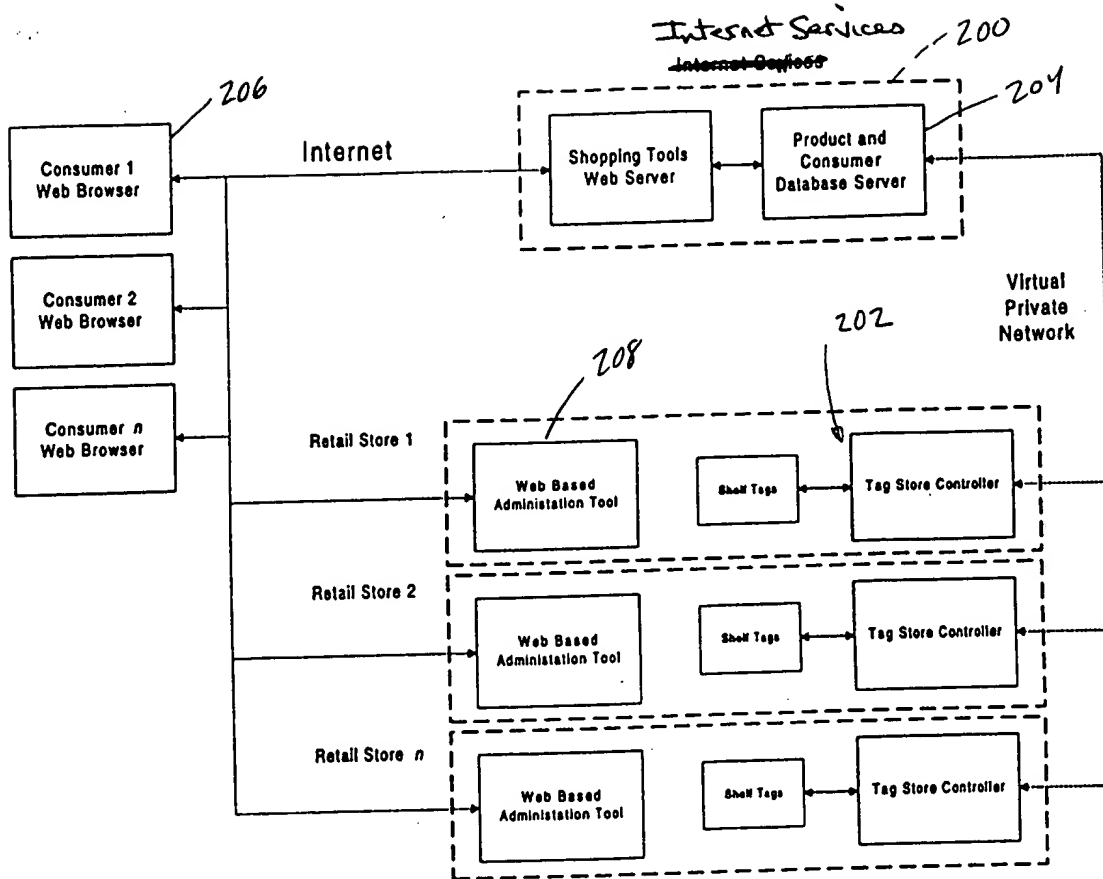 Internet Services
200
Internet Devices
206
204
Consumer 1
Web Browser
Internet
Shopping Tools
Web Server
Product and
Consumer
Database Server
Consumer 2
Web Browser
Virtual
Private
Network
202
208
Consumer n
Web Browser
Retail Store 1
Web Based
Administation Tool
Shelf Tags
Tag Store Controller
Retail Store 2
Web Based
Administation Tool
Shelf Tags
Tag Store Controller
Retail Store n
Web Based
Administation Tool
Shelf Tags
Tag Store Controller